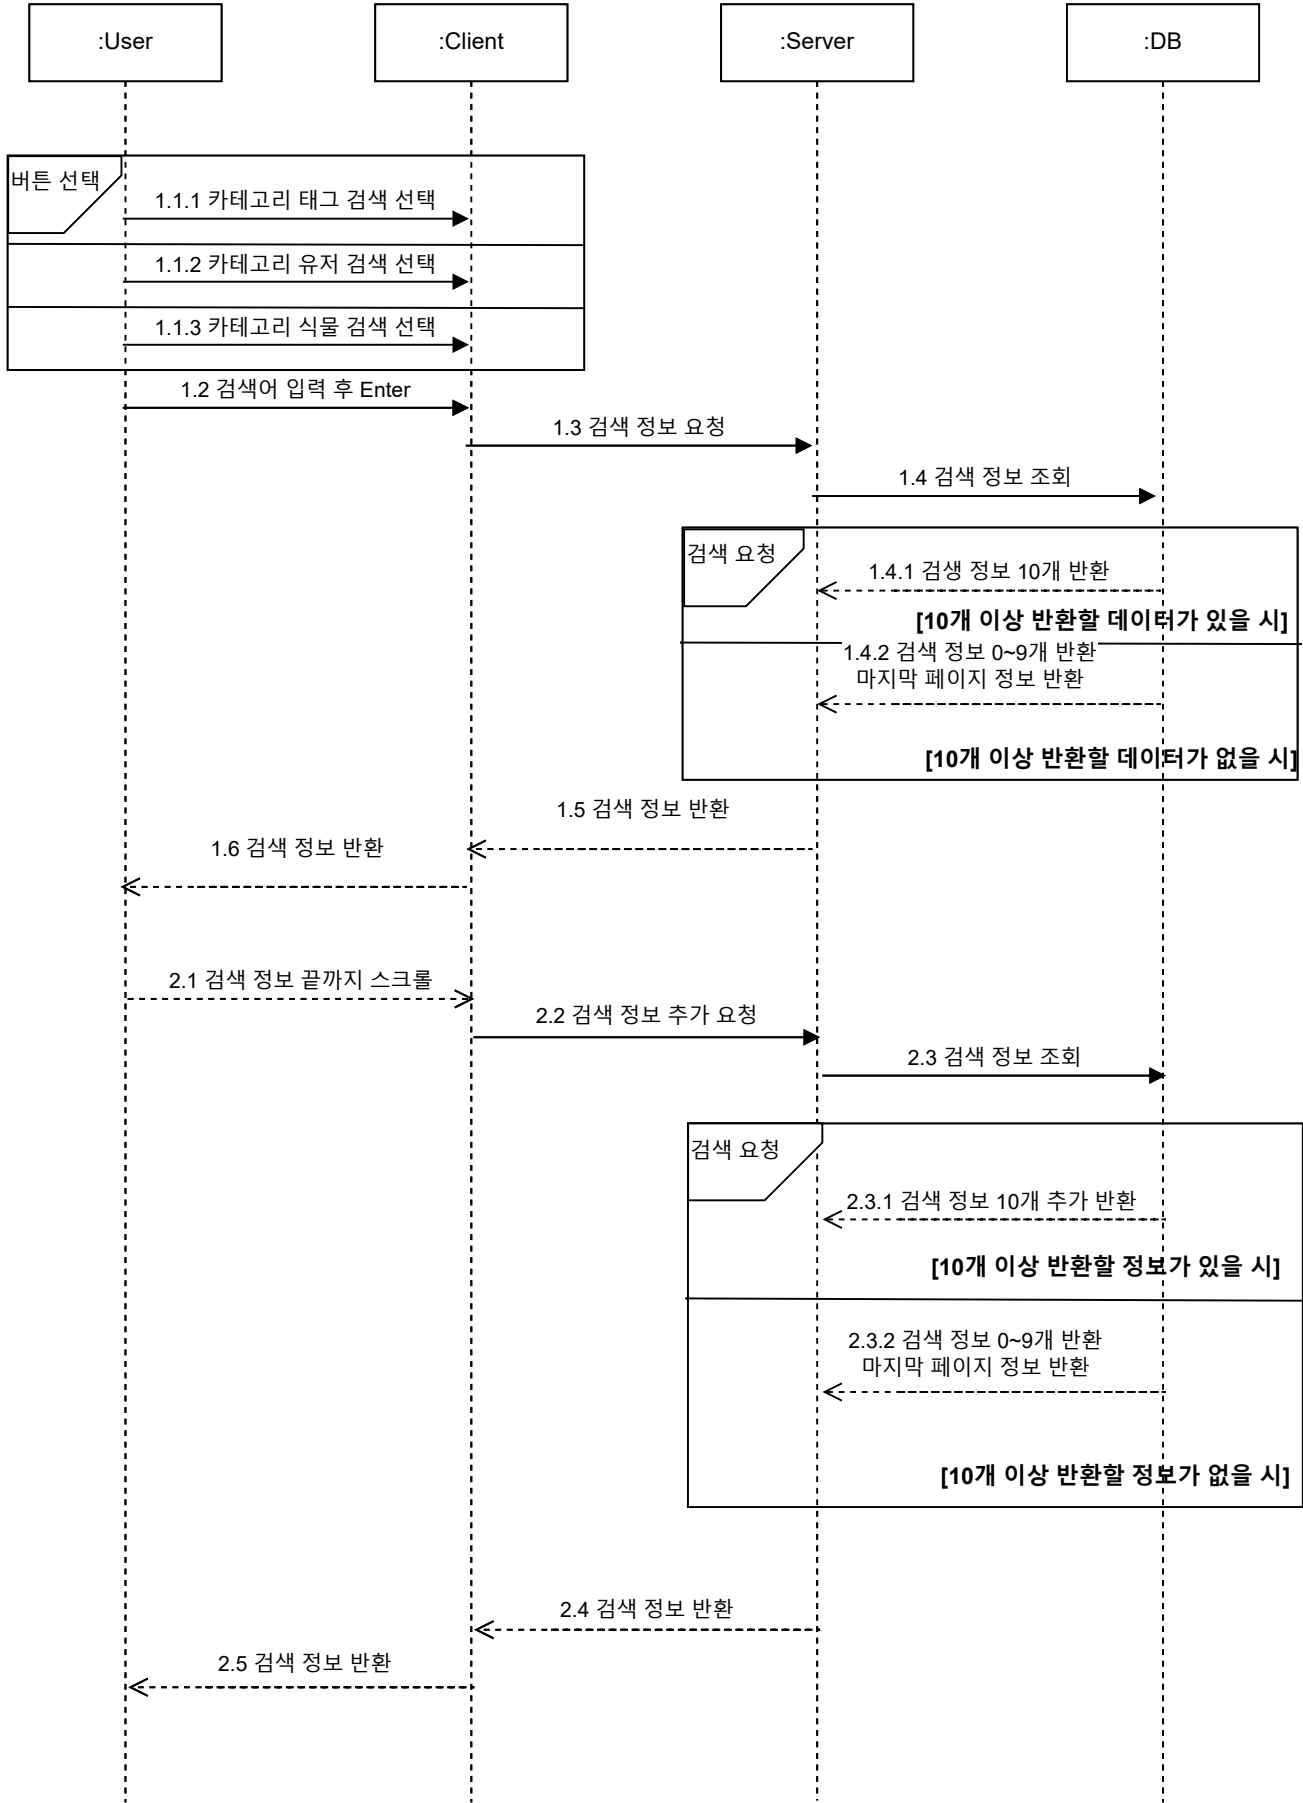 :User
:Client
:Server
:DB
버튼 선택
1.1.1 카테고리 태그 검색 선택
1.1.2 카테고리 유저 검색 선택
1.1.3 카테고리 식물 검색 선택
1.2 검색어 입력 후 Enter
1.3 검색 정보 요청
1.4 검색 정보 조회
검색 요청
1.4.1 검생 정보 10개 반환
[10개 이상 반환할 데이터가 있을 시]
1.4.2 검색 정보 0~9개 반환
마지막 페이지 정보 반환
[10개 이상 반환할 데이터가 없을 시]
1.5 검색 정보 반환
1.6 검색 정보 반환
2.1 검색 정보 끝까지 스크롤
2.2 검색 정보 추가 요청
2.3 검색 정보 조회
검색 요청
2.3.1 검색 정보 10개 추가 반환
[10개 이상 반환할 정보가 있을 시]
2.3.2 검색 정보 0~9개 반환
마지막 페이지 정보 반환
[10개 이상 반환할 정보가 없을 시]
2.4 검색 정보 반환
2.5 검색 정보 반환